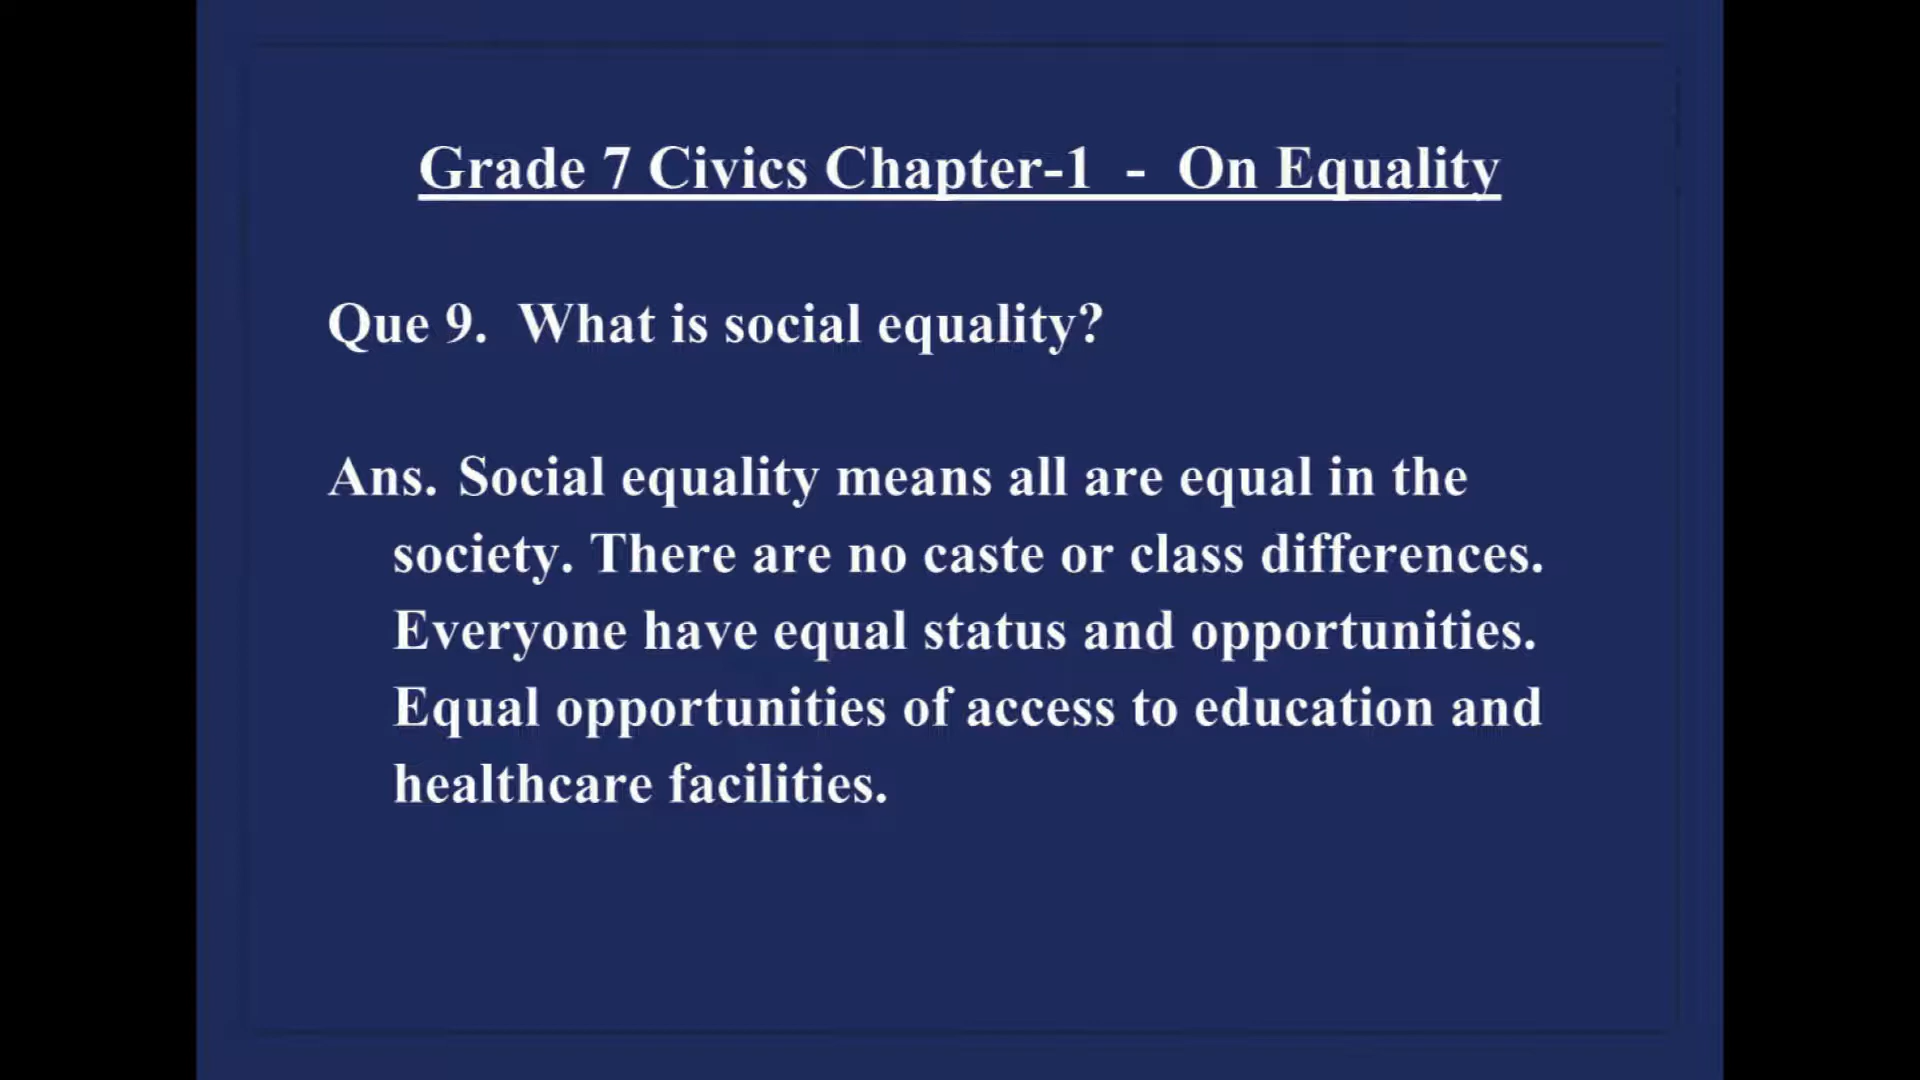 Grade 7 Civics Chapter-1 - On Equality
Que 9. What is social equality?
Ans. Social equality means all are equal in the
society. There are no caste or class differences.
Everyone have equal status and opportunities.
Equal opportunities of access to education and
healthcare facilities.